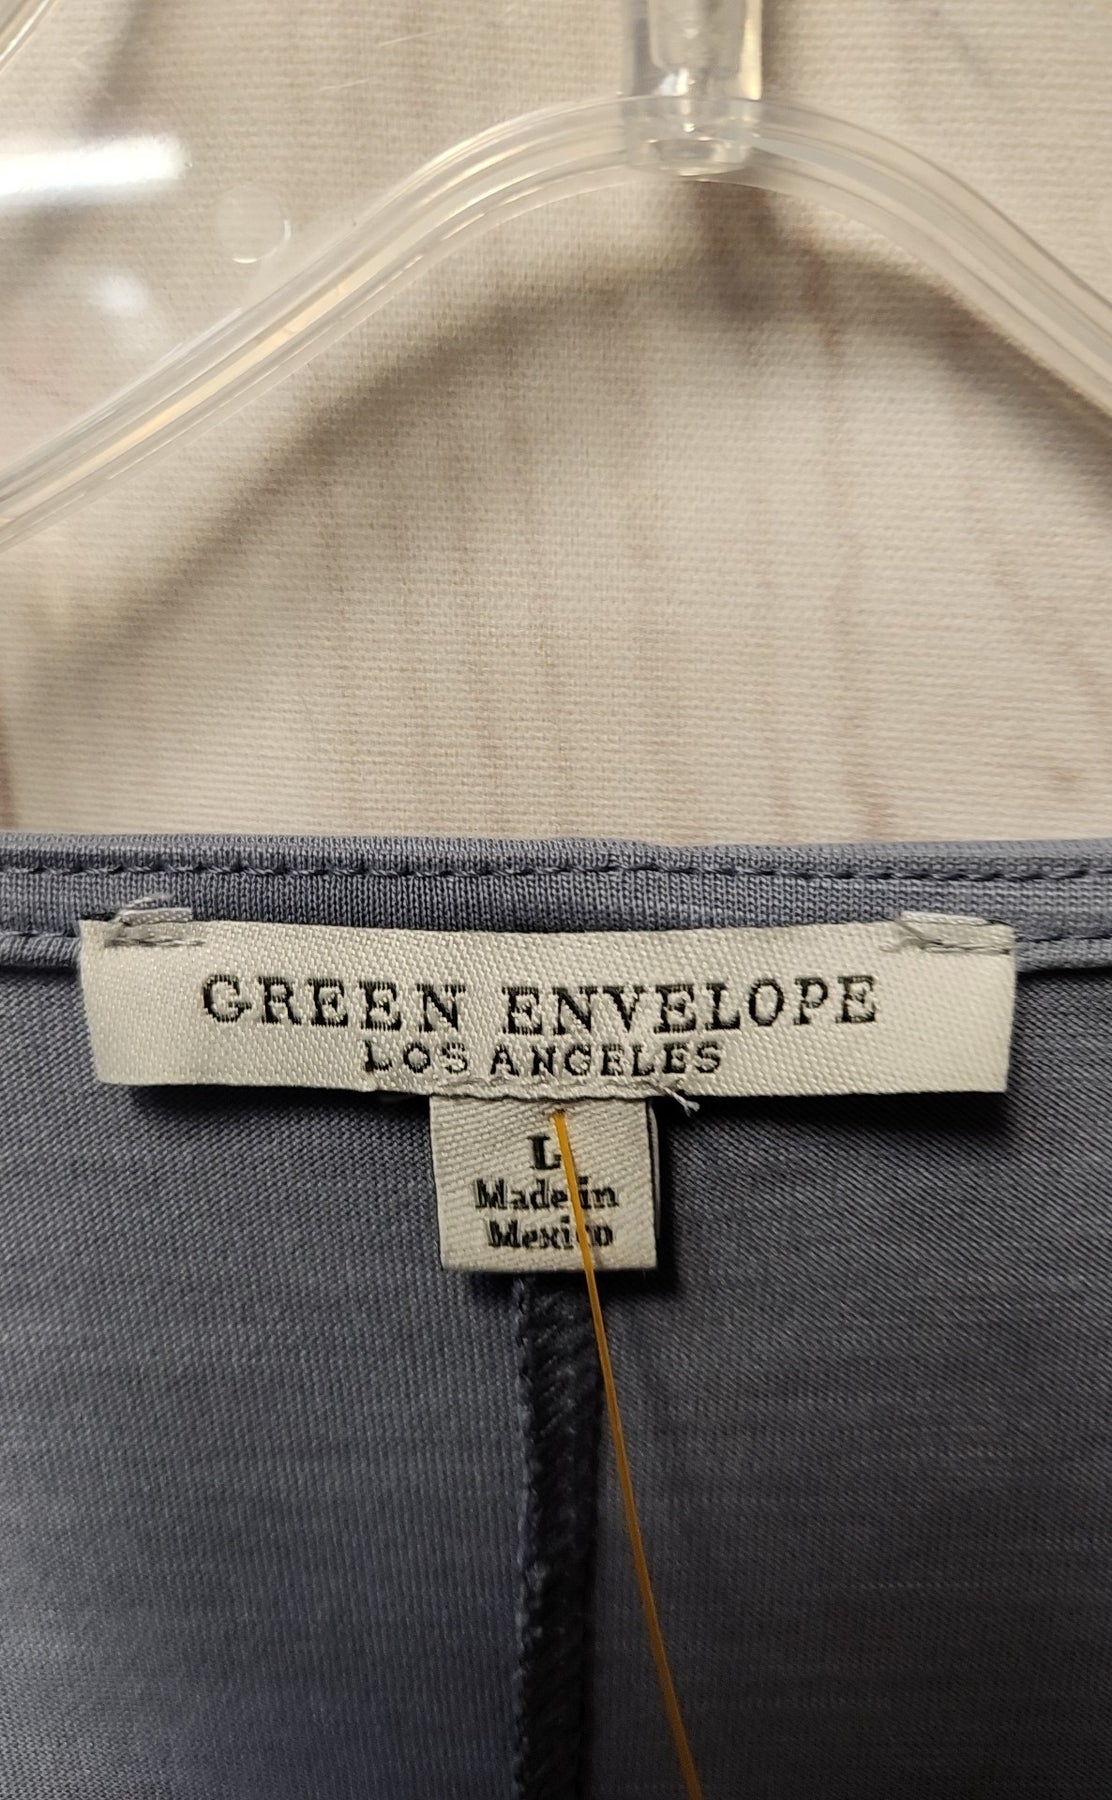 GREEN ENVELOPE
LOS ANGELES
L
Made in
Mexico